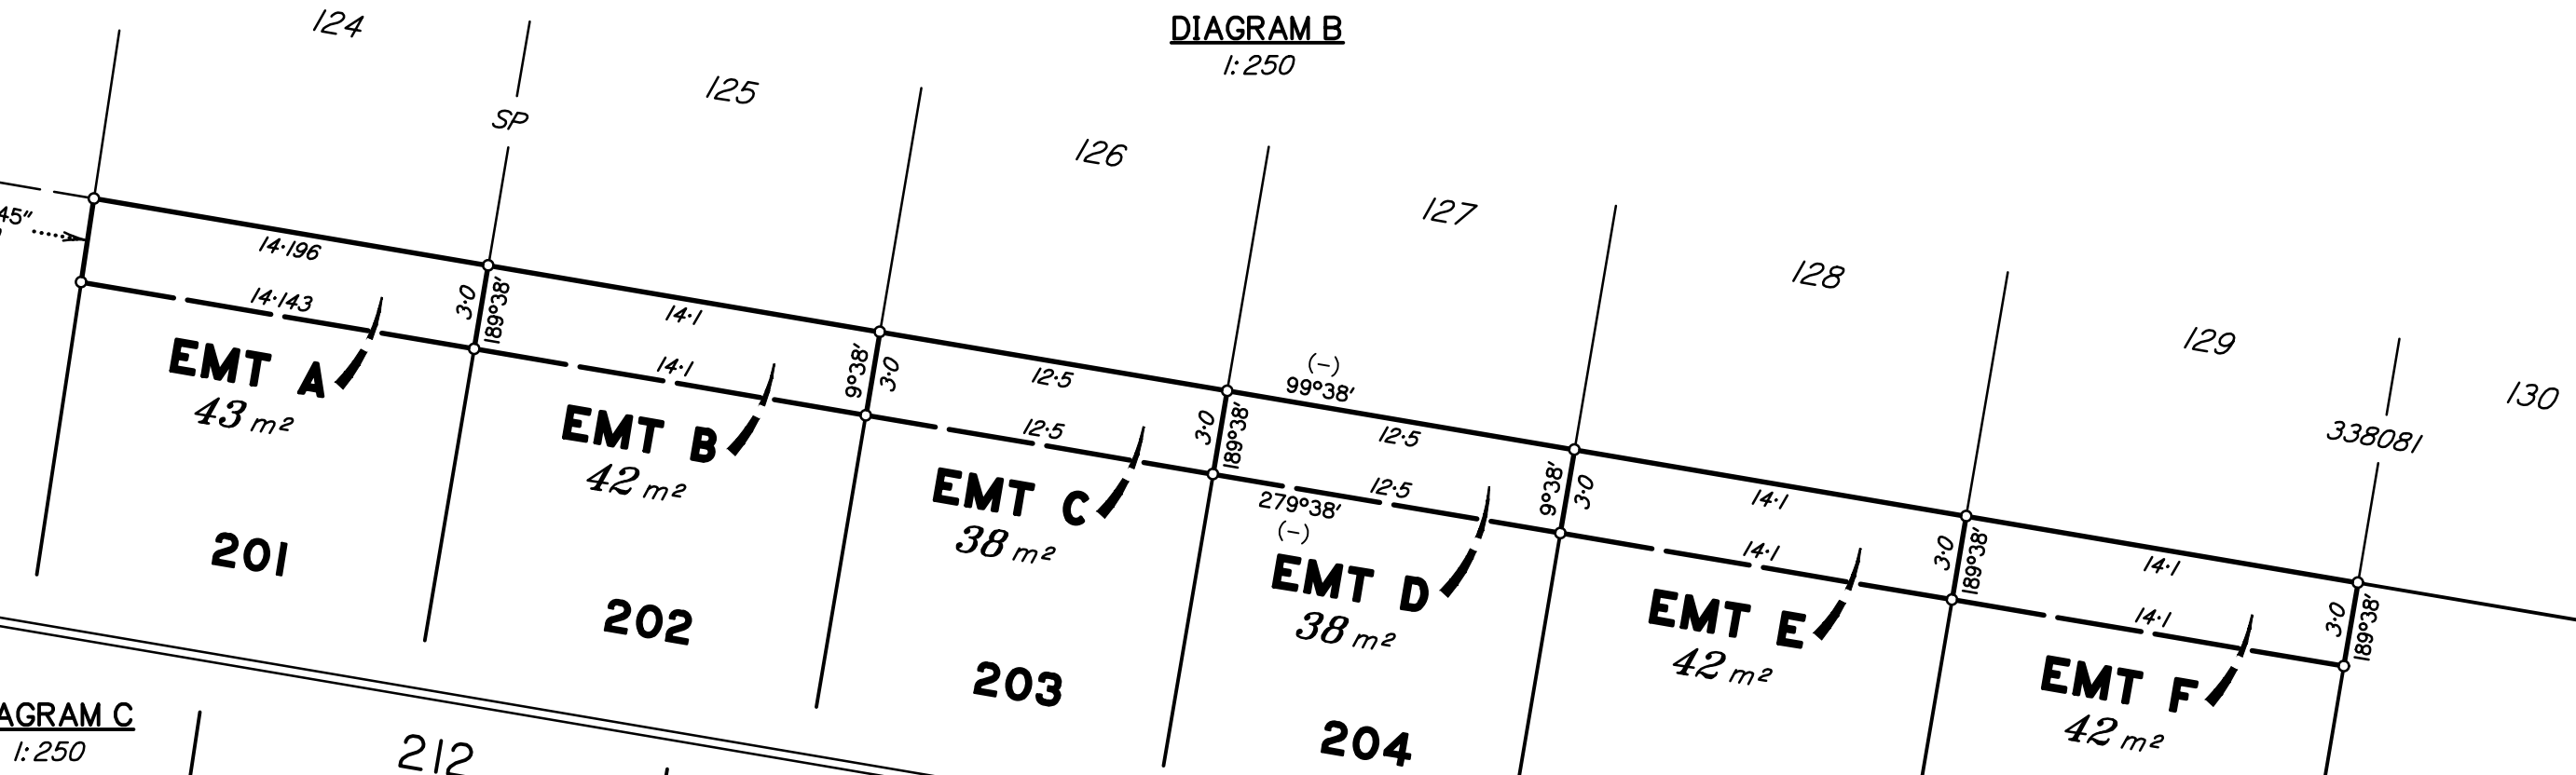 DIAGRAM B
1:250
124
125
126
127
128
129
130
SP
338081
45"
14·196
14·143
3·0
189°38'
EMT A
43 m²
201
14·1
14·1
9°38'
3·0
EMT B
42 m²
202
12·5
12·5
3·0
189°38'
EMT C
38 m²
203
(–)
99°38'
12·5
12·5
279°38'
(–)
9°38'
3·0
EMT D
38 m²
204
14·1
14·1
3·0
189°38'
EMT E
42 m²
14·1
14·1
3·0
189°38'
EMT F
42 m²
AGRAM C
1:250
212